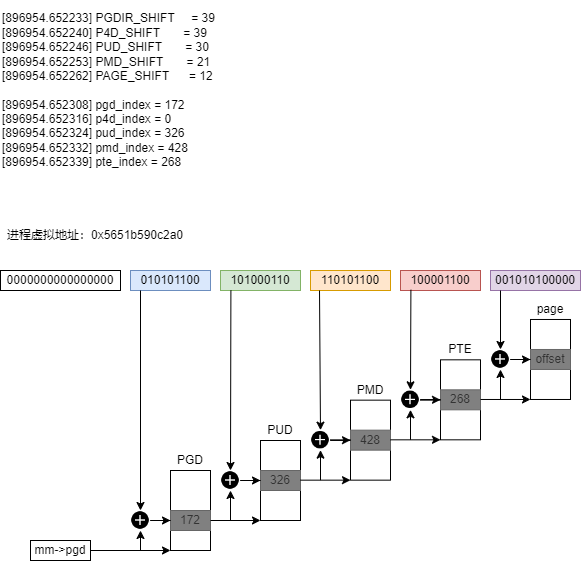 [896954.652233] PGDIR_SHIFT = 39
[896954.652240] P4D_SHIFT = 39
[896954.652246] PUD_SHIFT = 30
[896954.652253] PMD_SHIFT = 21
[896954.652262] PAGE_SHIFT = 12
[896954.652308] pgd_index = 172
[896954.652316] p4d_index = 0
[896954.652324] pud_index = 326
[896954.652332] pmd_index = 428
[896954.652339] pte_index = 268
进程虚拟地址：0x5651b590c2a0
0000000000000000 010101100 101000110 110101100 100001100 001010100000
page
offset
PTE
268
PMD
428
PUD
326
PGD
172
mm->pgd